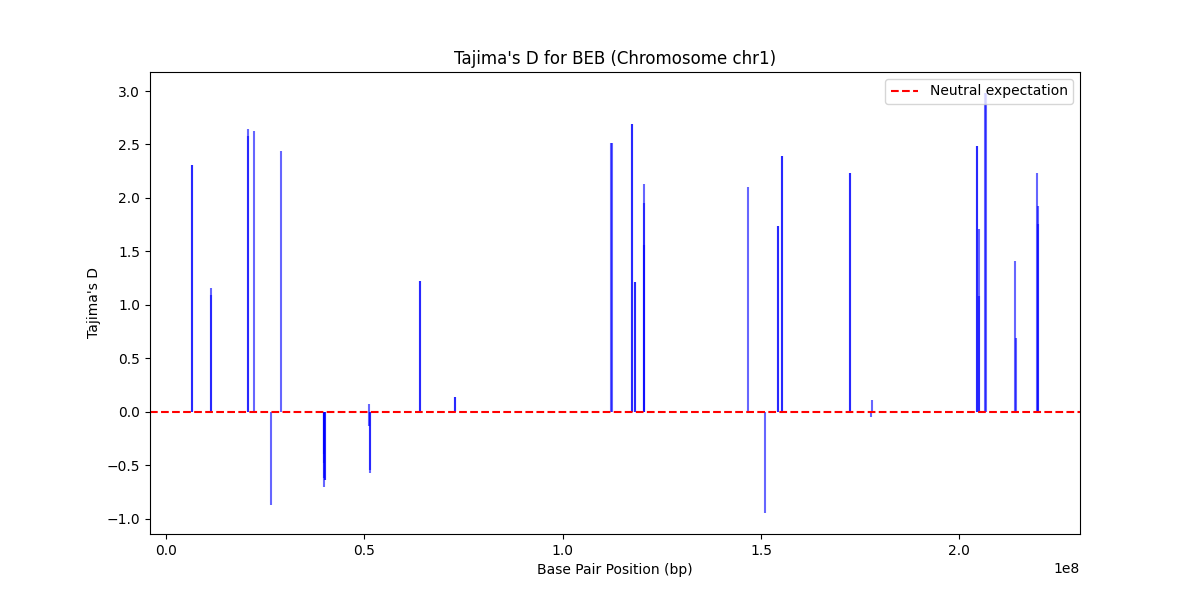 Tajima's D for BEB (Chromosome chr1)
Neutral expectation
3.0
2.5
2.0
1.5
1.0
0.5
0.0
−0.5
−1.0
Tajima's D
0.0
0.5
1.0
1.5
2.0
1e8
Base Pair Position (bp)